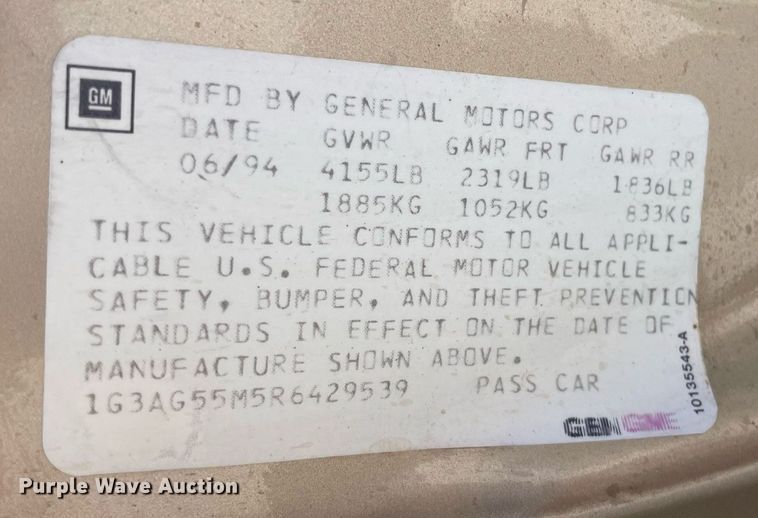 GM
MFD BY GENERAL MOTORS CORP
DATE GVWR GAWR FRT GAWR RR
06/94 4155LB 2319LB 1836LB
1885KG 1052KG 833KG
THIS VEHICLE CONFORMS TO ALL APPLI-
CABLE U.S. FEDERAL MOTOR VEHICLE
SAFETY, BUMPER, AND THEFT PREVENTION
STANDARDS IN EFFECT ON THE DATE OF
MANUFACTURE SHOWN ABOVE.
1G3AG55M5R6429539 PASS CAR
10135543-A
Purple Wave Auction